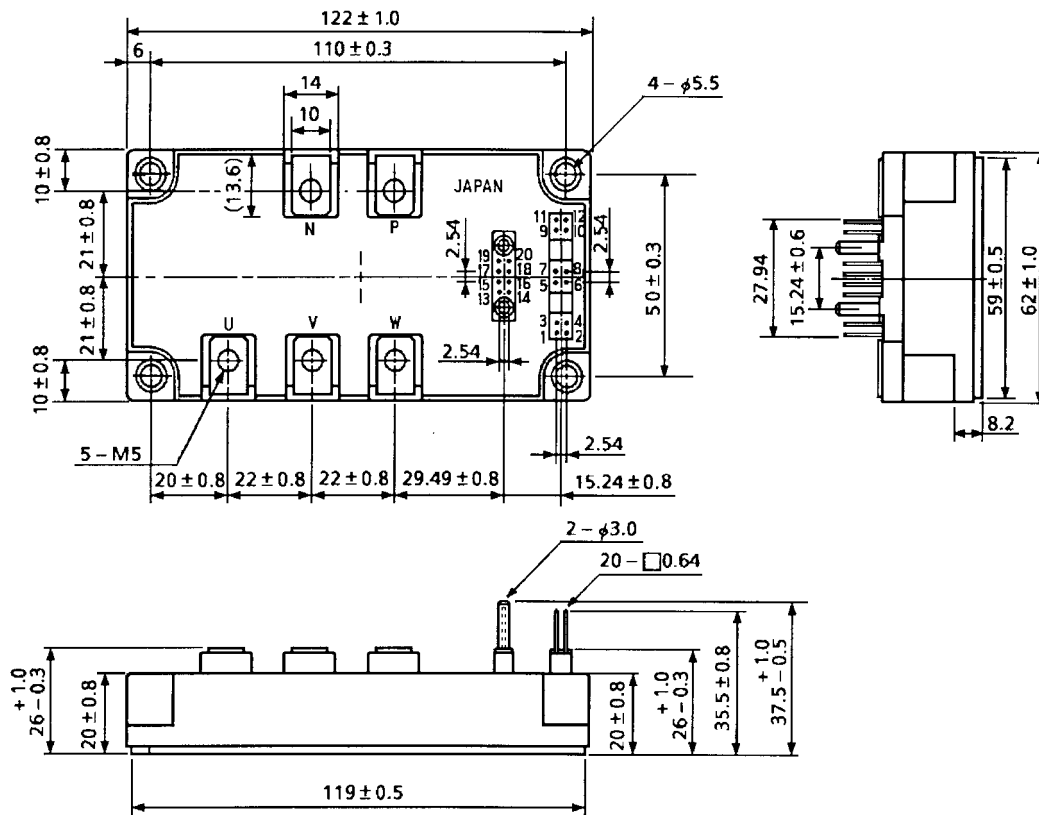 122 ± 1.0
6
110 ± 0.3
14
10
4 – ϕ5.5
10 ± 0.8
(13.6)
JAPAN
N
P
11 12
9 10
2.54
2.54
19 20
17 18
15 16
13 14
7 8
5 6
3 4
1 2
21 ± 0.8
21 ± 0.8
50 ± 0.3
U
V
W
10 ± 0.8
2.54
2.54
5 – M5
20 ± 0.8
22 ± 0.8
22 ± 0.8
29.49 ± 0.8
15.24 ± 0.8
27.94
15.24 ± 0.6
59 ± 0.5
62 ± 1.0
8.2
2 – ϕ3.0
20 – □0.64
+ 1.0
26 – 0.3
20 ± 0.8
20 ± 0.8
+ 1.0
26 – 0.3
35.5 ± 0.8
+ 1.0
37.5 – 0.5
119 ± 0.5